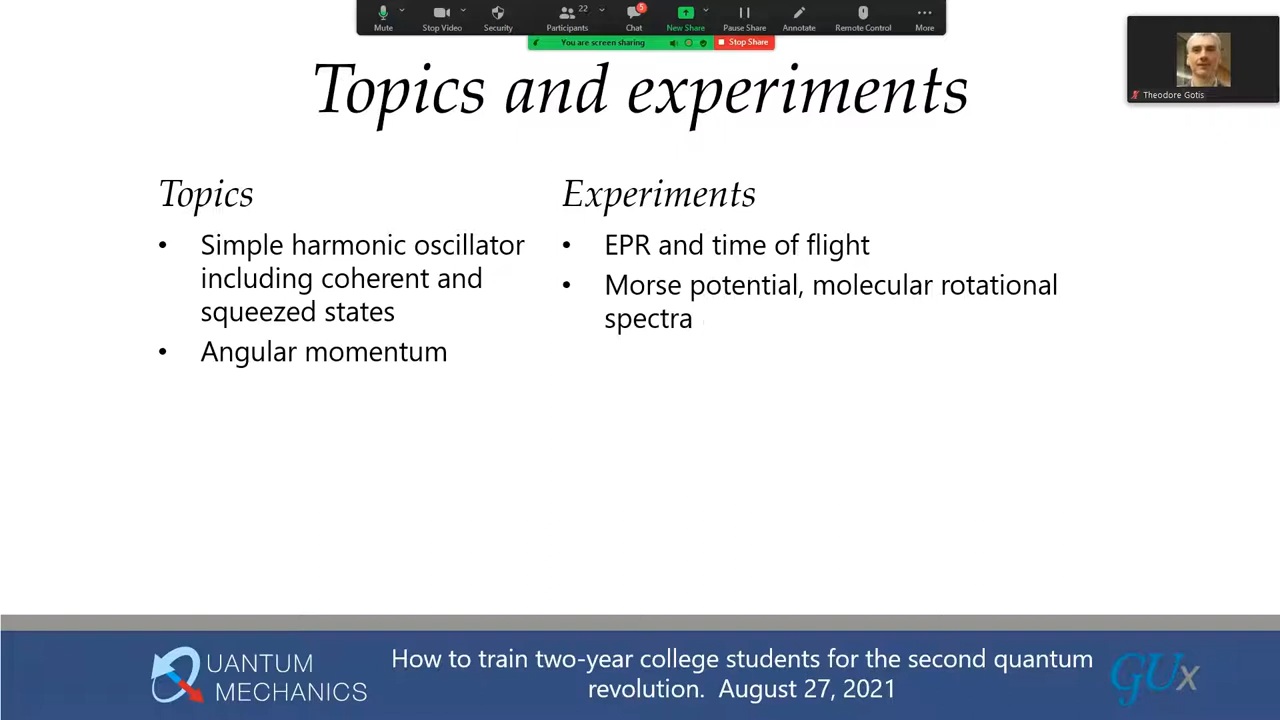 Mute
Stop Video
Security
Participants
22
Chat
5
New Share
Pause Share
Annotate
Remote Control
More
You are screen sharing
Stop Share
Theodore Gotis
Topics and experiments
Topics
• Simple harmonic oscillator
including coherent and
squeezed states
• Angular momentum
Experiments
• EPR and time of flight
• Morse potential, molecular rotational
spectra
QUANTUM
MECHANICS
How to train two-year college students for the second quantum
revolution. August 27, 2021
GUx